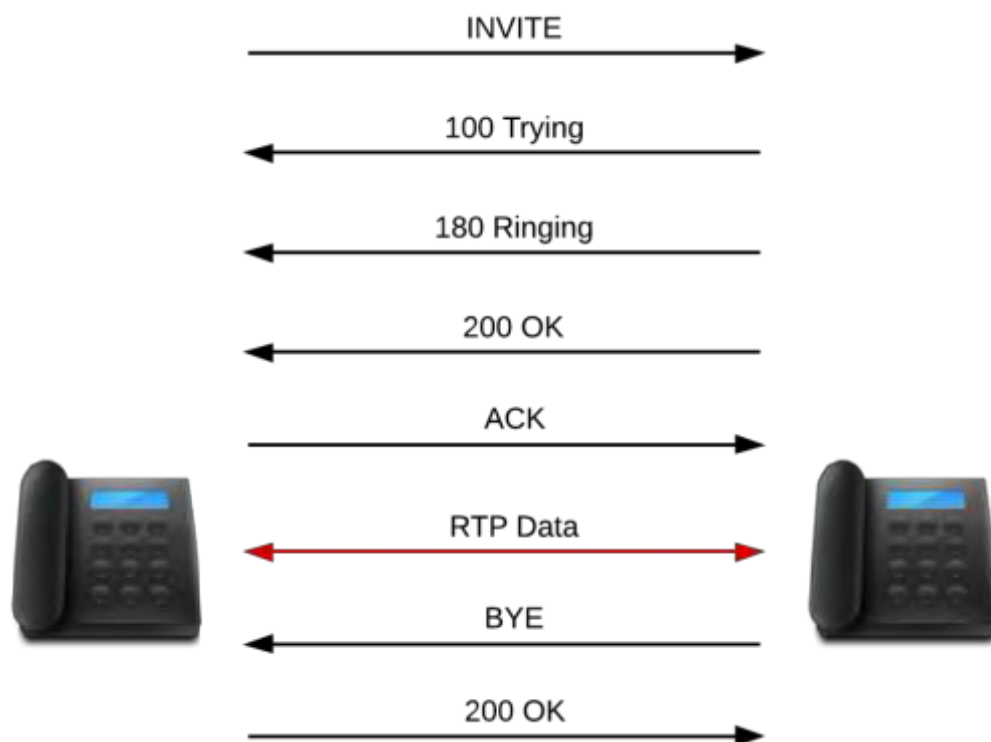 INVITE
100 Trying
180 Ringing
200 OK
ACK
RTP Data
BYE
200 OK